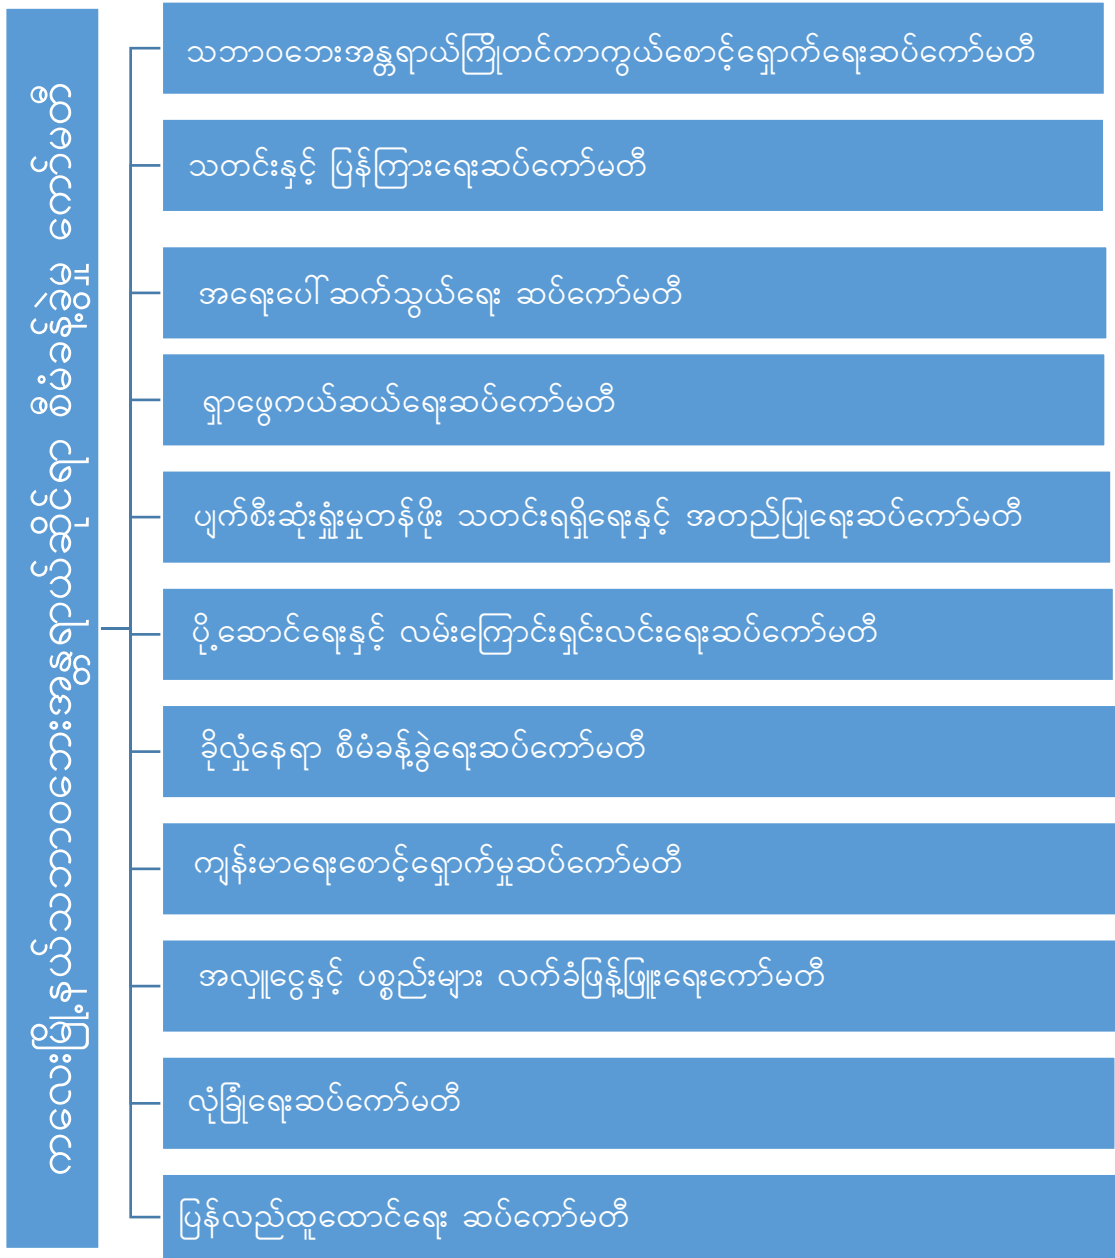 ကလေးမြို့နယ်သဘာဝဘေးအန္တရာယ်ဆိုင်ရာ စီမံခန့်ခွဲမှု ကော်မတီ
သဘာဝဘေးအန္တရာယ်ကြိုတင်ကာကွယ်စောင့်ရှောက်ရေးဆပ်ကော်မတီ
သတင်းနှင့် ပြန်ကြားရေးဆပ်ကော်မတီ
အရေးပေါ် ဆက်သွယ်ရေး ဆပ်ကော်မတီ
ရှာဖွေကယ်ဆယ်ရေးဆပ်ကော်မတီ
ပျက်စီးဆုံးရှုံးမှုတန်ဖိုး သတင်းရရှိရေးနှင့် အတည်ပြုရေးဆပ်ကော်မတီ
ပို့ဆောင်ရေးနှင့် လမ်းကြောင်းရှင်းလင်းရေးဆပ်ကော်မတီ
ခိုလှုံနေရာ စီမံခန့်ခွဲရေးဆပ်ကော်မတီ
ကျန်းမာရေးစောင့်ရှောက်မှုဆပ်ကော်မတီ
အလှူငွေနှင့် ပစ္စည်းများ လက်ခံဖြန့်ဖြူးရေးကော်မတီ
လုံခြုံရေးဆပ်ကော်မတီ
ပြန်လည်ထူထောင်ရေး ဆပ်ကော်မတီ